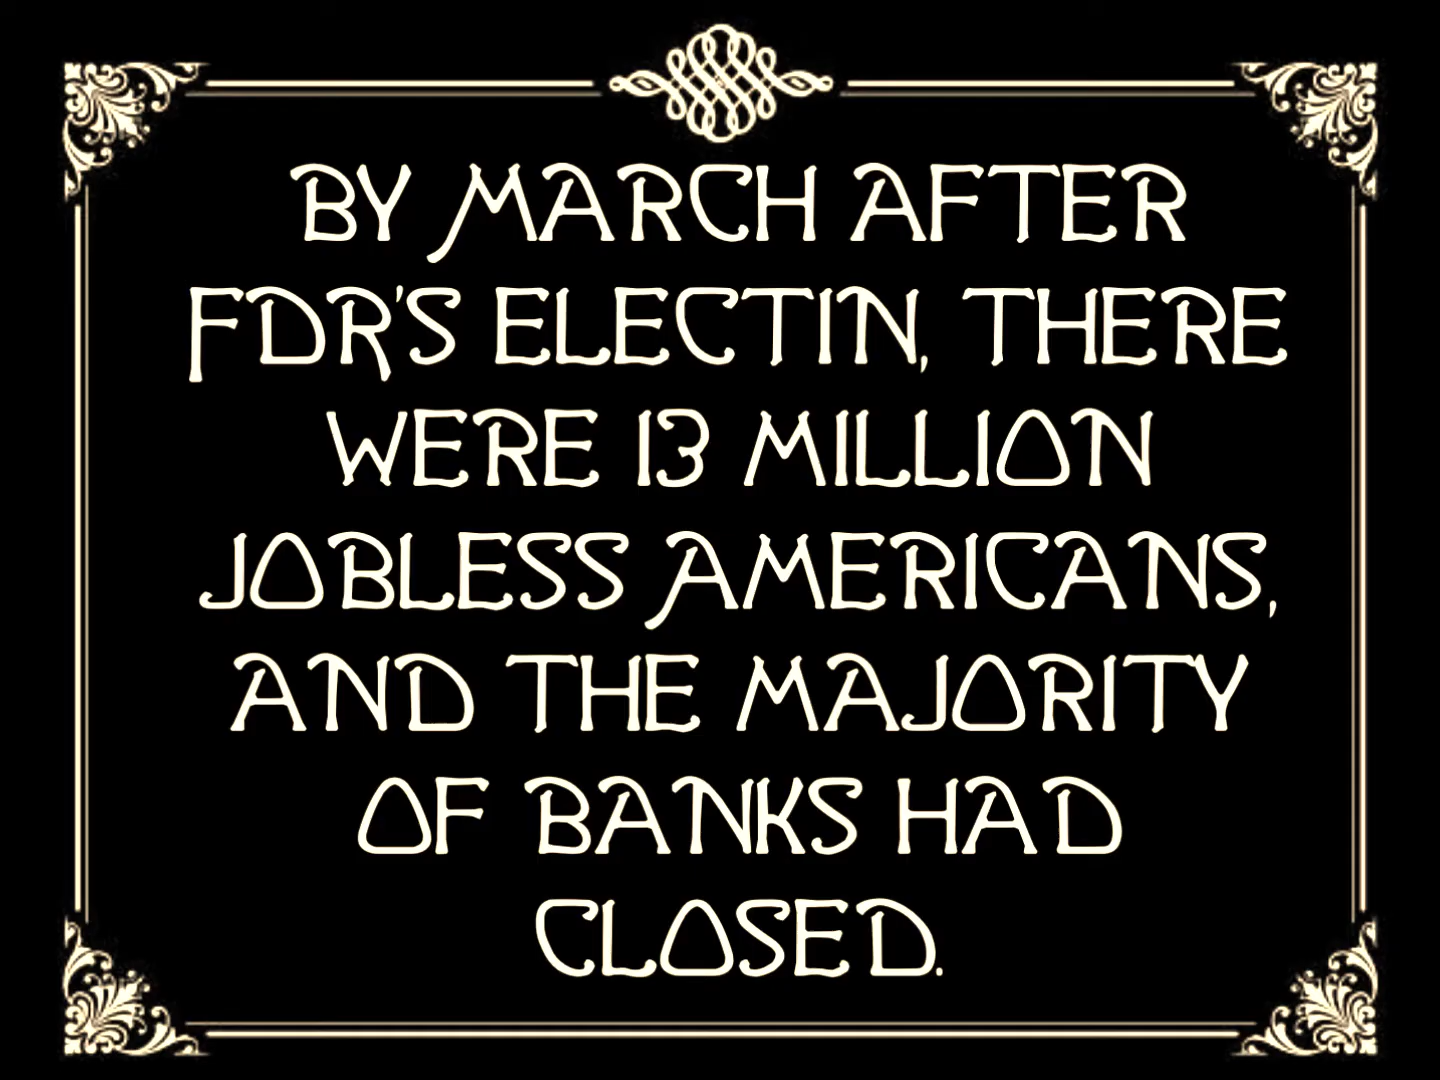 BY MARCH AFTER
FDR'S ELECTIN, THERE
WERE 13 MILLION
JOBLESS AMERICANS,
AND THE MAJORITY
OF BANKS HAD
CLOSED.